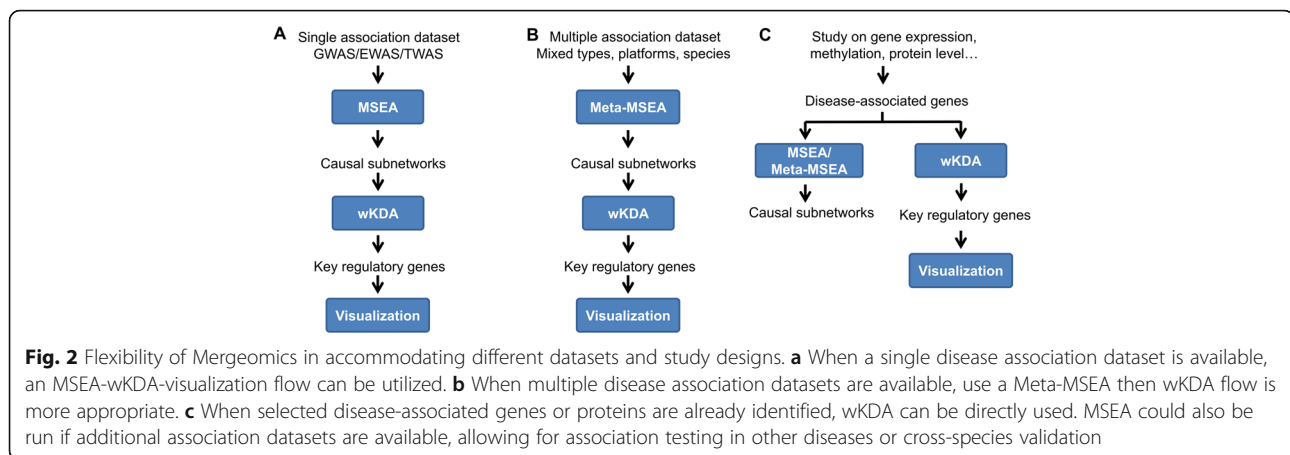 A
Single association dataset
GWAS/EWAS/TWAS
MSEA
Causal subnetworks
wKDA
Key regulatory genes
Visualization
B
Multiple association dataset
Mixed types, platforms, species
Meta-MSEA
Causal subnetworks
wKDA
Key regulatory genes
Visualization
C
Study on gene expression,
methylation, protein level...
Disease-associated genes
MSEA/
Meta-MSEA
Causal subnetworks
wKDA
Key regulatory genes
Visualization
Fig. 2 Flexibility of Mergeomics in accommodating different datasets and study designs. a When a single disease association dataset is available,
an MSEA-wKDA-visualization flow can be utilized. b When multiple disease association datasets are available, use a Meta-MSEA then wKDA flow is
more appropriate. c When selected disease-associated genes or proteins are already identified, wKDA can be directly used. MSEA could also be
run if additional association datasets are available, allowing for association testing in other diseases or cross-species validation